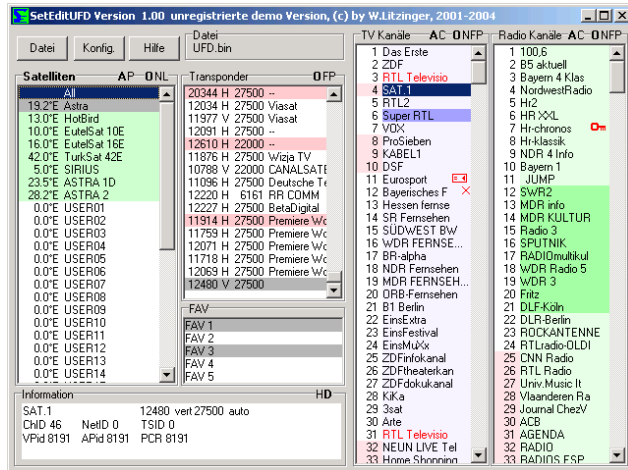 SetEditUFD Version 1.00 unregistrierte demo Version, (c) by W.Litzinger, 2001-2004
Datei Konfig. Hilfe
Datei
UFD.bin
Satelliten AP ONL
All
19.2°E Astra
13.0°E HotBird
10.0°E EutelSat 10E
16.0°E EutelSat 16E
42.0°E TurkSat 42E
5.0°E SIRIUS
23.5°E ASTRA 1D
28.2°E ASTRA 2
0.0°E USER01
0.0°E USER02
0.0°E USER03
0.0°E USER04
0.0°E USER05
0.0°E USER06
0.0°E USER07
0.0°E USER08
0.0°E USER09
0.0°E USER10
0.0°E USER11
0.0°E USER12
0.0°E USER13
0.0°E USER14
Transponder OFP
20344 H 27500 --
12034 H 27500 Viasat
11977 V 27500 Viasat
12091 H 27500 --
12610 H 22000 --
11876 H 27500 Wizja TV
10788 V 22000 CANALSATE
11096 H 27500 Deutsche Te
12220 H 6161 RR COMM
12227 H 27500 BetaDigital
11914 H 27500 Premiere Wo
11759 H 27500 Premiere Wo
12071 H 27500 Premiere Wo
11718 H 27500 Premiere Wo
12069 H 27500 Premiere Wo
12480 V 27500
FAV
FAV 1
FAV 2
FAV 3
FAV 4
FAV 5
Information HD
SAT.1 12480 vert 27500 auto
ChID 46 NetID 0 TSID 0
VPid 8191 APid 8191 PCR 8191
TV Kanäle AC ONFP
1 Das Erste
2 ZDF
3 RTL Televisio
4 SAT.1
5 RTL2
6 Super RTL
7 VOX
8 ProSieben
9 KABEL1
10 DSF
11 Eurosport
12 Bayerisches F
13 Hessen fernse
14 SR Fernsehen
15 SÜDWEST BW
16 WDR FERNSE...
17 BR-alpha
18 NDR Fernsehen
19 MDR FERNSEH...
20 ORB-Fernsehen
21 B1 Berlin
22 EinsExtra
23 EinsFestival
24 EinsMuXx
25 ZDFinfokanal
26 ZDFtheaterkan
27 ZDFdokukanal
28 KiKa
29 3sat
30 Arte
31 RTL Televisio
32 NEUN LIVE Tel
33 Home Shopping
Radio Kanäle AC ONFP
1 100,6
2 B5 aktuell
3 Bayern 4 Klas
4 NordwestRadio
5 Hr2
6 HR XXL
7 Hr-chronos
8 Hr-klassik
9 NDR 4 Info
10 Bayern 1
11 JUMP
12 SWR2
13 MDR info
14 MDR KULTUR
15 Radio 3
16 SPUTNIK
17 RADIOmultikul
18 WDR Radio 5
19 WDR 3
20 Fritz
21 DLF-Köln
22 DLR-Berlin
23 ROCKANTENNE
24 RTLradio-OLDI
25 CNN Radio
26 RTL Radio
27 Univ.Music It
28 Vlaanderen Ra
29 Journal ChezV
30 ACB
31 AGENDA
32 RADIO
33 RADIOS ESP